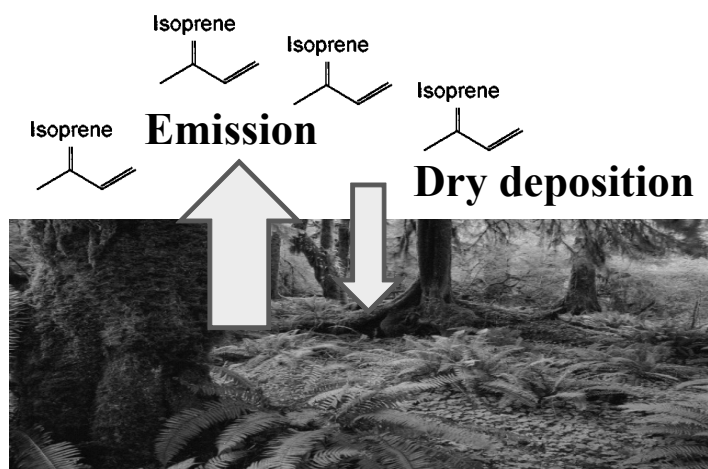 Isoprene
Isoprene
Isoprene
Isoprene
Emission
Dry deposition